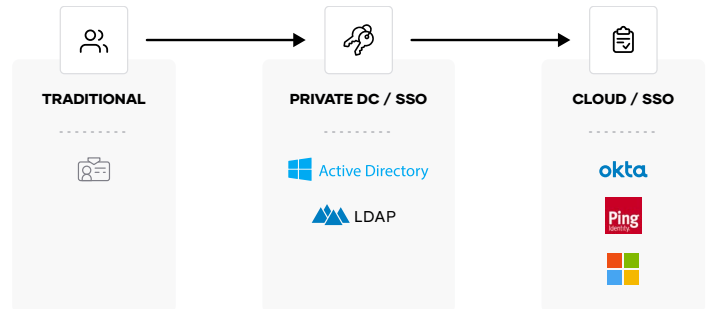 TRADITIONAL
PRIVATE DC / SSO
Active Directory
LDAP
CLOUD / SSO
okta
Ping
Identity